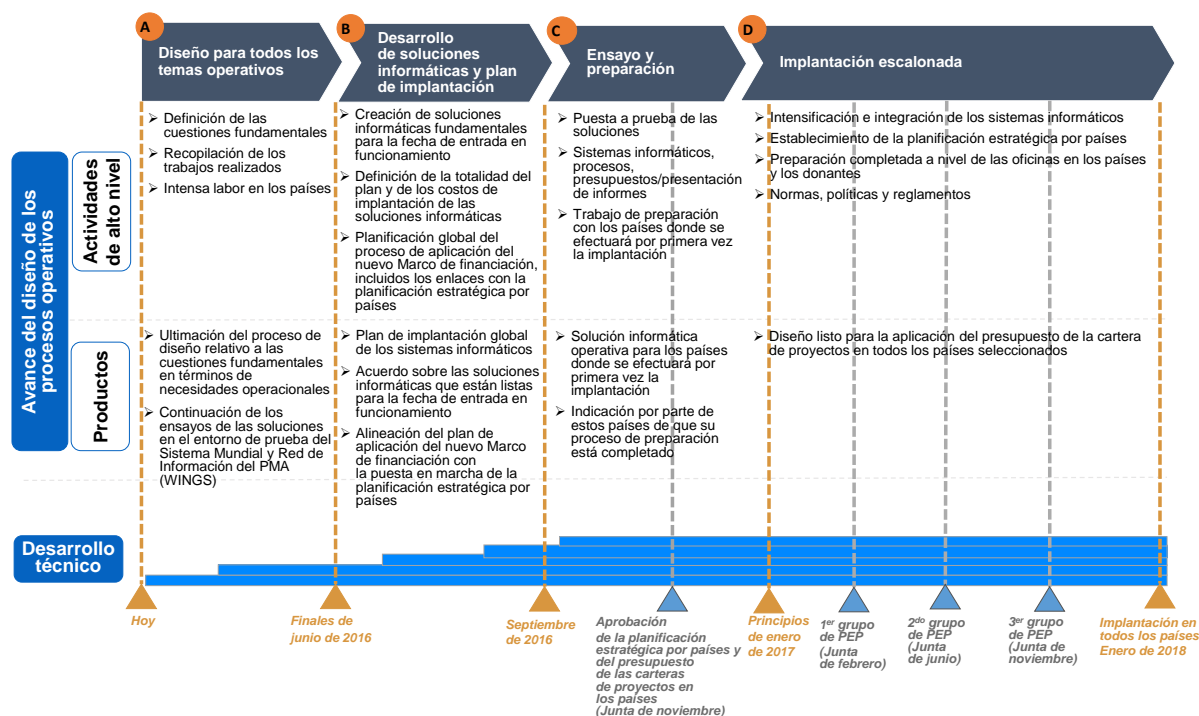 A
Diseño para todos los
temas operativos
B
Desarrollo
de soluciones
informáticas y plan
de implantación
C
Ensayo y
preparación
D
Implantación escalonada
Avance del diseño de los
procesos operativos
Actividades
de alto nivel
➢ Definición de las
cuestiones fundamentales
➢ Recopilación de los
trabajos realizados
➢ Intensa labor en los países
➢ Creación de soluciones
informáticas fundamentales
para la fecha de entrada en
funcionamiento
➢ Definición de la totalidad del
plan y de los costos de
implantación de las
soluciones informáticas
➢ Planificación global del
proceso de aplicación del
nuevo Marco de financiación,
incluidos los enlaces con la
planificación estratégica por
países
➢ Puesta a prueba de las
soluciones
➢ Sistemas informáticos,
procesos,
presupuestos/presentación
de informes
➢ Trabajo de preparación
con los países donde se
efectuará por primera vez
la implantación
➢ Intensificación e integración de los sistemas informáticos
➢ Establecimiento de la planificación estratégica por países
➢ Preparación completada a nivel de las oficinas en los países
y los donantes
➢ Normas, políticas y reglamentos
Productos
➢ Ultimación del proceso de
diseño relativo a las
cuestiones fundamentales
en términos de
necesidades operacionales
➢ Continuación de los
ensayos de las soluciones
en el entorno de prueba del
Sistema Mundial y Red de
Información del PMA
(WINGS)
➢ Plan de implantación global
de los sistemas informáticos
➢ Acuerdo sobre las soluciones
informáticas que están listas
para la fecha de entrada en
funcionamiento
➢ Alineación del plan de
aplicación del nuevo Marco
de financiación con
la puesta en marcha de la
planificación estratégica por
países
➢ Solución informática
operativa para los países
donde se efectuará por
primera vez la
implantación
➢ Indicación por parte de
estos países de que su
proceso de preparación
está completado
➢ Diseño listo para la aplicación del presupuesto de la cartera
de proyectos en todos los países seleccionados
Desarrollo
técnico
Hoy
Finales de
junio de 2016
Septiembre
de 2016
Aprobación
de la planificación
estratégica por países y
del presupuesto
de las carteras
de proyectos en
los países
(Junta de noviembre)
Principios
de enero
de 2017
1er grupo
de PEP
(Junta
de febrero)
2do grupo
de PEP
(Junta
de junio)
3er grupo
de PEP
(Junta de
noviembre)
Implantación en
todos los países
Enero de 2018